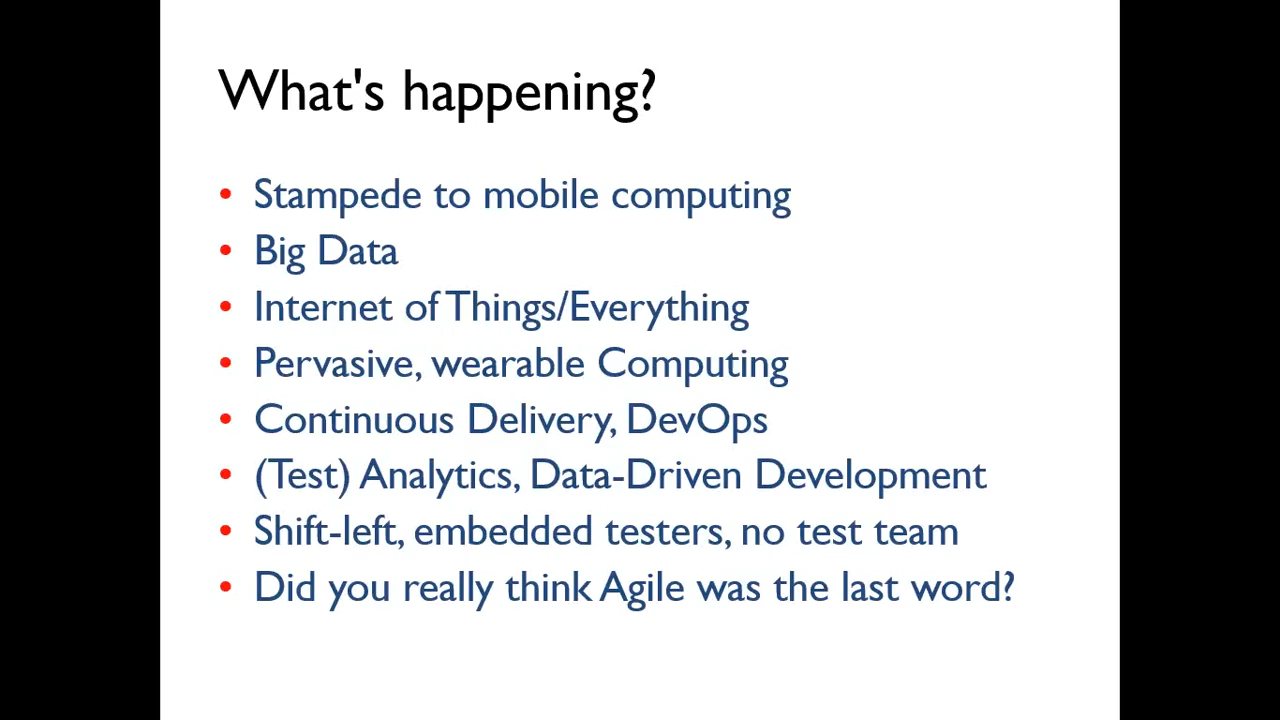 What's happening?
• Stampede to mobile computing
• Big Data
• Internet of Things/Everything
• Pervasive, wearable Computing
• Continuous Delivery, DevOps
• (Test) Analytics, Data-Driven Development
• Shift-left, embedded testers, no test team
• Did you really think Agile was the last word?